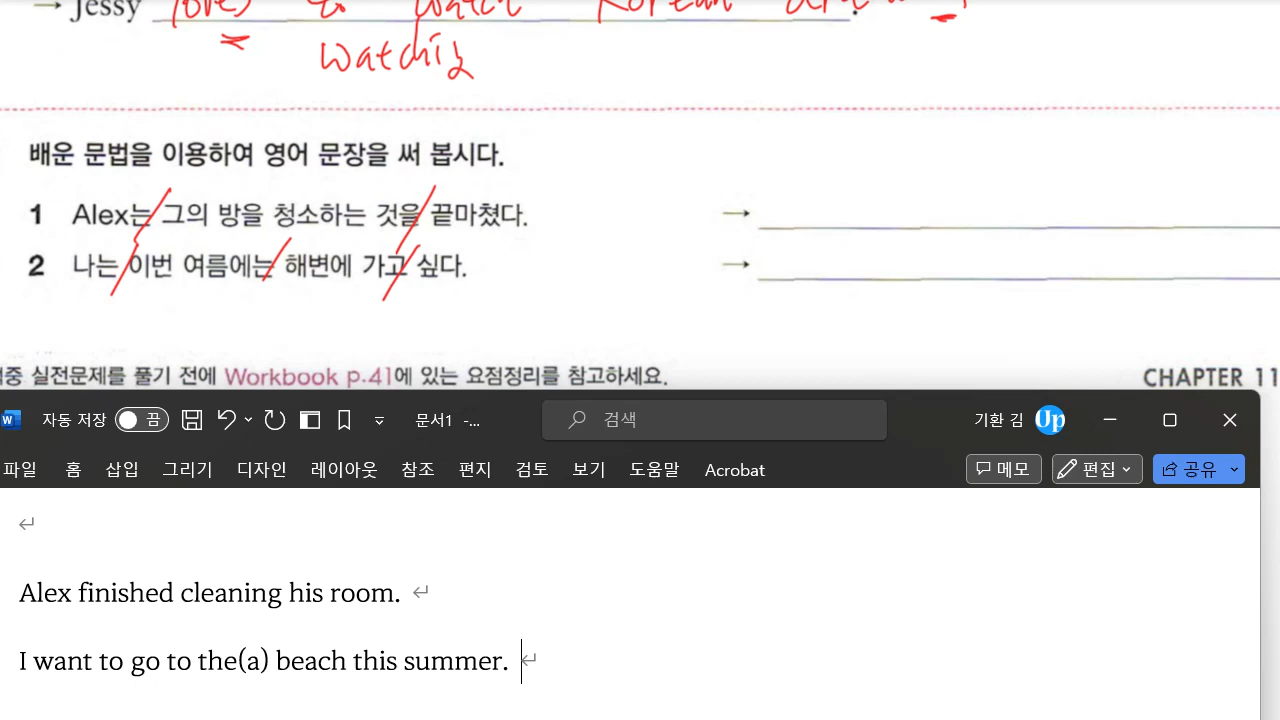 → Jessy loves to watch Korean
watching
배운 문법을 이용하여 영어 문장을 써 봅시다.
1 Alex는 그의 방을 청소하는 것을 끝마쳤다. →
2 나는 이번 여름에는 해변에 가고 싶다. →
실전문제를 풀기 전에 Workbook p.41에 있는 요점정리를 참고하세요. CHAPTER 11
자동 저장 끔 문서1 -... 검색 기환 김 Up
파일 홈 삽입 그리기 디자인 레이아웃 참조 편지 검토 보기 도움말 Acrobat 메모 편집 공유
Alex finished cleaning his room.
I want to go to the(a) beach this summer.